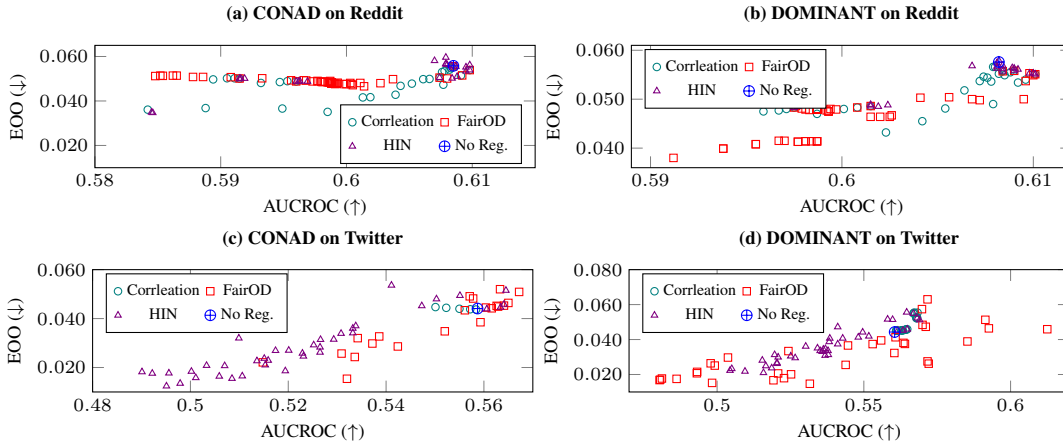 (a) CONAD on Reddit
0.060
0.040
0.020
EOO (↓)
Corrleation
FairOD
HIN
No Reg.
0.58
0.59
0.6
0.61
AUCROC (↑)
(b) DOMINANT on Reddit
0.060
0.050
0.040
EOO (↓)
Corrleation
FairOD
HIN
No Reg.
0.59
0.6
0.61
AUCROC (↑)
(c) CONAD on Twitter
0.060
0.040
0.020
EOO (↓)
Corrleation
FairOD
HIN
No Reg.
0.48
0.5
0.52
0.54
0.56
AUCROC (↑)
(d) DOMINANT on Twitter
0.080
0.060
0.040
0.020
EOO (↓)
Corrleation
FairOD
HIN
No Reg.
0.5
0.55
0.6
AUCROC (↑)